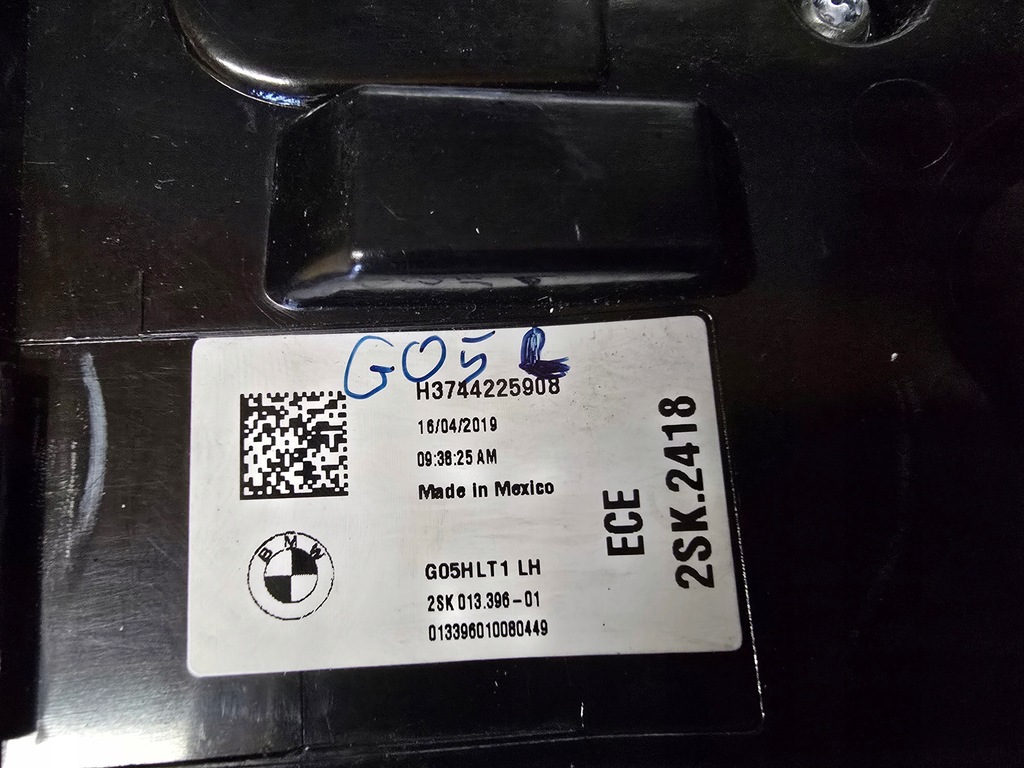 G05 L
H3744225908
16/04/2019
09:38:25 AM
Made in Mexico
BMW
G05HLT1 LH
2SK 013.396-01
013396010080449
ECE
2SK.2418